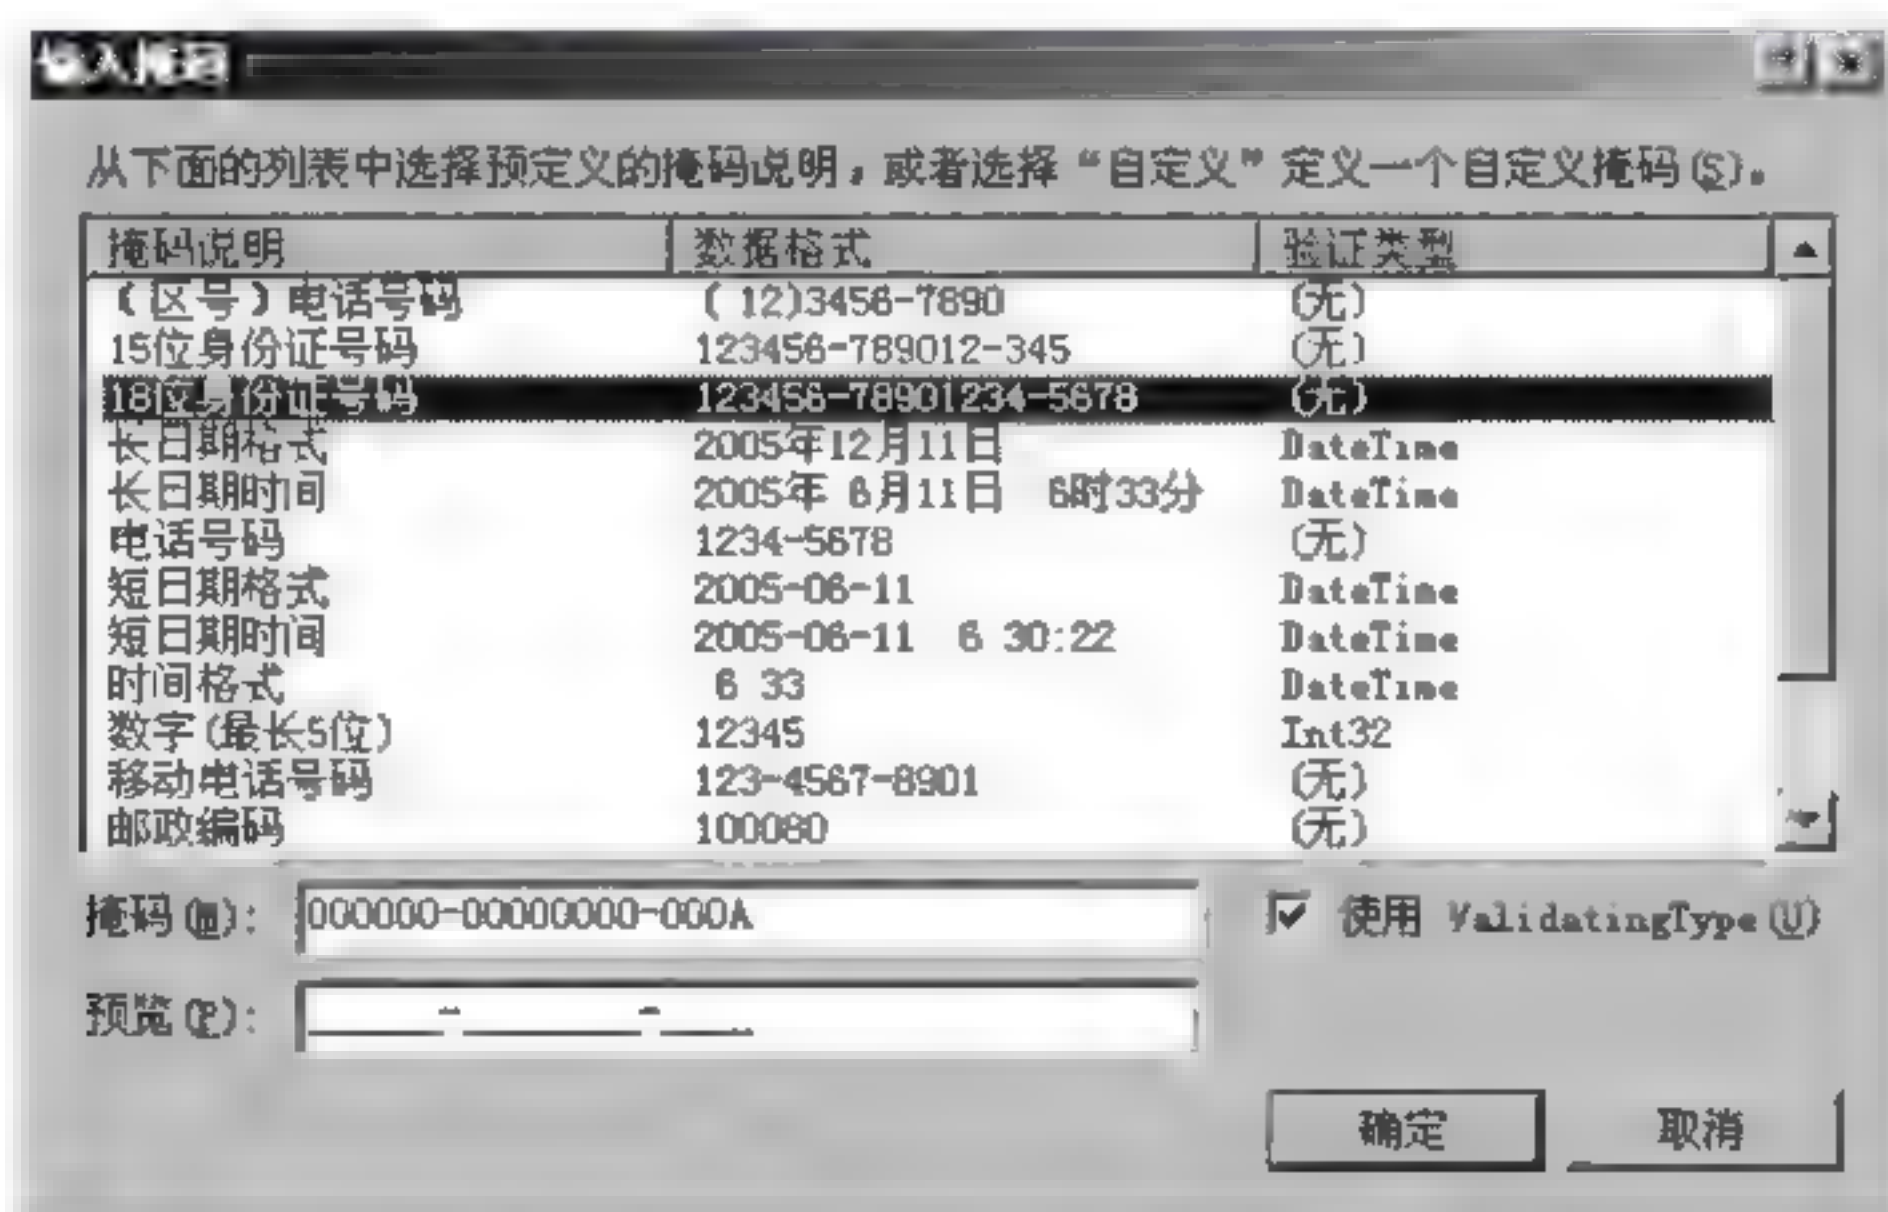 输入掩码
从下面的列表中选择预定义的掩码说明，或者选择“自定义”定义一个自定义掩码(S)。
掩码说明 数据格式 验证类型
(区号)电话号码 ( 12)3456-7890 (无)
15位身份证号码 123456-789012-345 (无)
18位身份证号码 123456-78901234-5678 (无)
长日期格式 2005年12月11日 DateTime
长日期时间 2005年 6月11日 6时33分 DateTime
电话号码 1234-5678 (无)
短日期格式 2005-06-11 DateTime
短日期时间 2005-06-11 6 30:22 DateTime
时间格式 6 33 DateTime
数字(最长5位) 12345 Int32
移动电话号码 123-4567-8901 (无)
邮政编码 100080 (无)
掩码(M): 000000-00000000-000A 使用 ValidatingType(U)
预览(P): ______-________-____
确定 取消